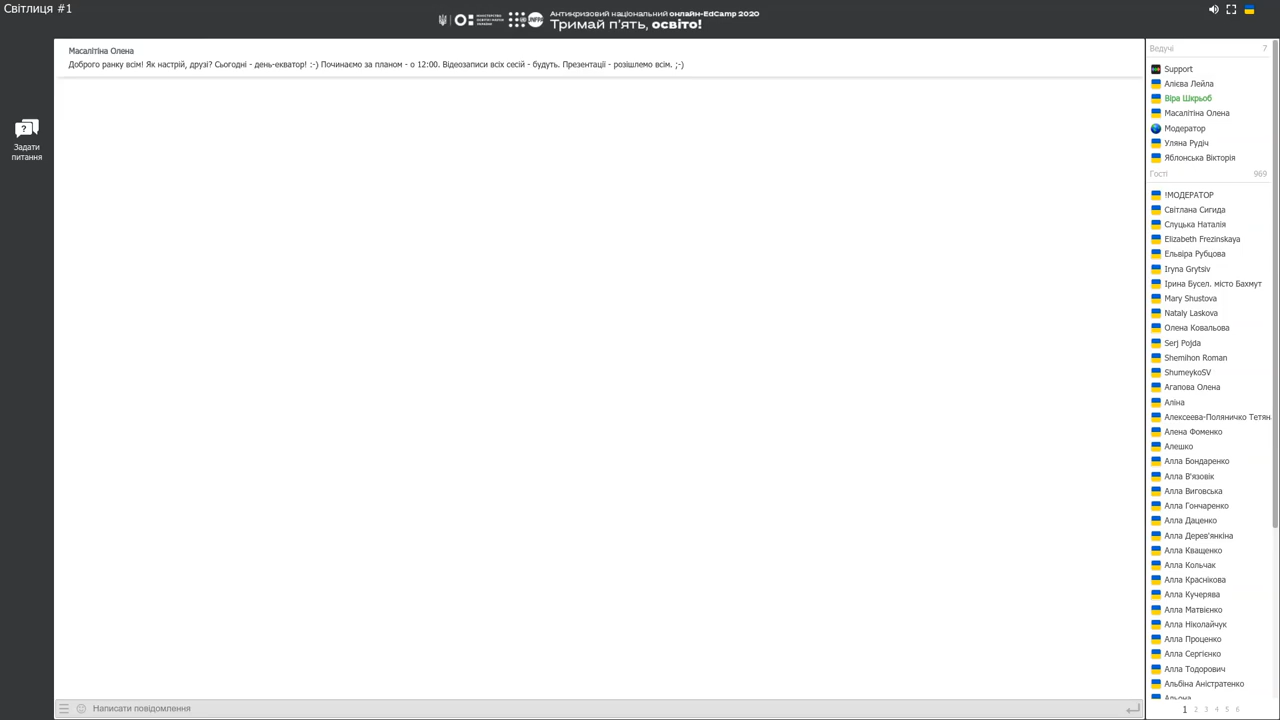 Світлиця #1
МІНІСТЕРСТВО
ОСВІТИ І НАУКИ
УКРАЇНИ
UNFPA
Антикризовий національний онлайн-EdCamp 2020
Тримай п'ять, освіто!
Задати
питання
Масалітіна Олена
Доброго ранку всім! Як настрій, друзі? Сьогодні - день-екватор! :-) Починаємо за планом - о 12:00. Відеозаписи всіх сесій - будуть. Презентації - розішлемо всім. ;-)
Написати повідомлення
Ведучі 7
Support
Алієва Лейла
Віра Шкрьоб
Масалітіна Олена
Модератор
Уляна Рудіч
Яблонська Вікторія
Гості 969
!МОДЕРАТОР
Світлана Сигида
Слуцька Наталія
Elizabeth Frezinskaya
Ельвіра Рубцова
Iryna Grytsiv
Ірина Бусел. місто Бахмут
Mary Shustova
Nataly Laskova
Олена Ковальова
Serj Pojda
Shemihon Roman
ShumeykoSV
Агапова Олена
Аліна
Алексеева-Поляничко Тетян
Алена Фоменко
Алешко
Алла Бондаренко
Алла В'язовік
Алла Виговська
Алла Гончаренко
Алла Даценко
Алла Дерев'янкіна
Алла Кващенко
Алла Кольчак
Алла Краснікова
Алла Кучерява
Алла Матвієнко
Алла Ніколайчук
Алла Проценко
Алла Сергієнко
Алла Тодорович
Альбіна Аністратенко
Альона
1 2 3 4 5 6